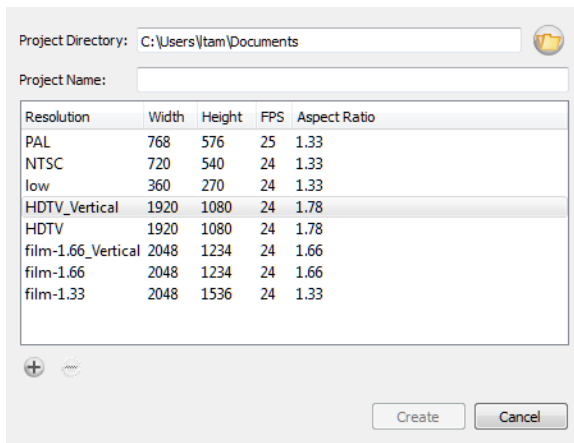 Project Directory: C:\Users\ltam\Documents
Project Name:
Resolution Width Height FPS Aspect Ratio
PAL 768 576 25 1.33
NTSC 720 540 24 1.33
low 360 270 24 1.33
HDTV_Vertical 1920 1080 24 1.78
HDTV 1920 1080 24 1.78
film-1.66_Vertical 2048 1234 24 1.66
film-1.66 2048 1234 24 1.66
film-1.33 2048 1536 24 1.33
Create Cancel